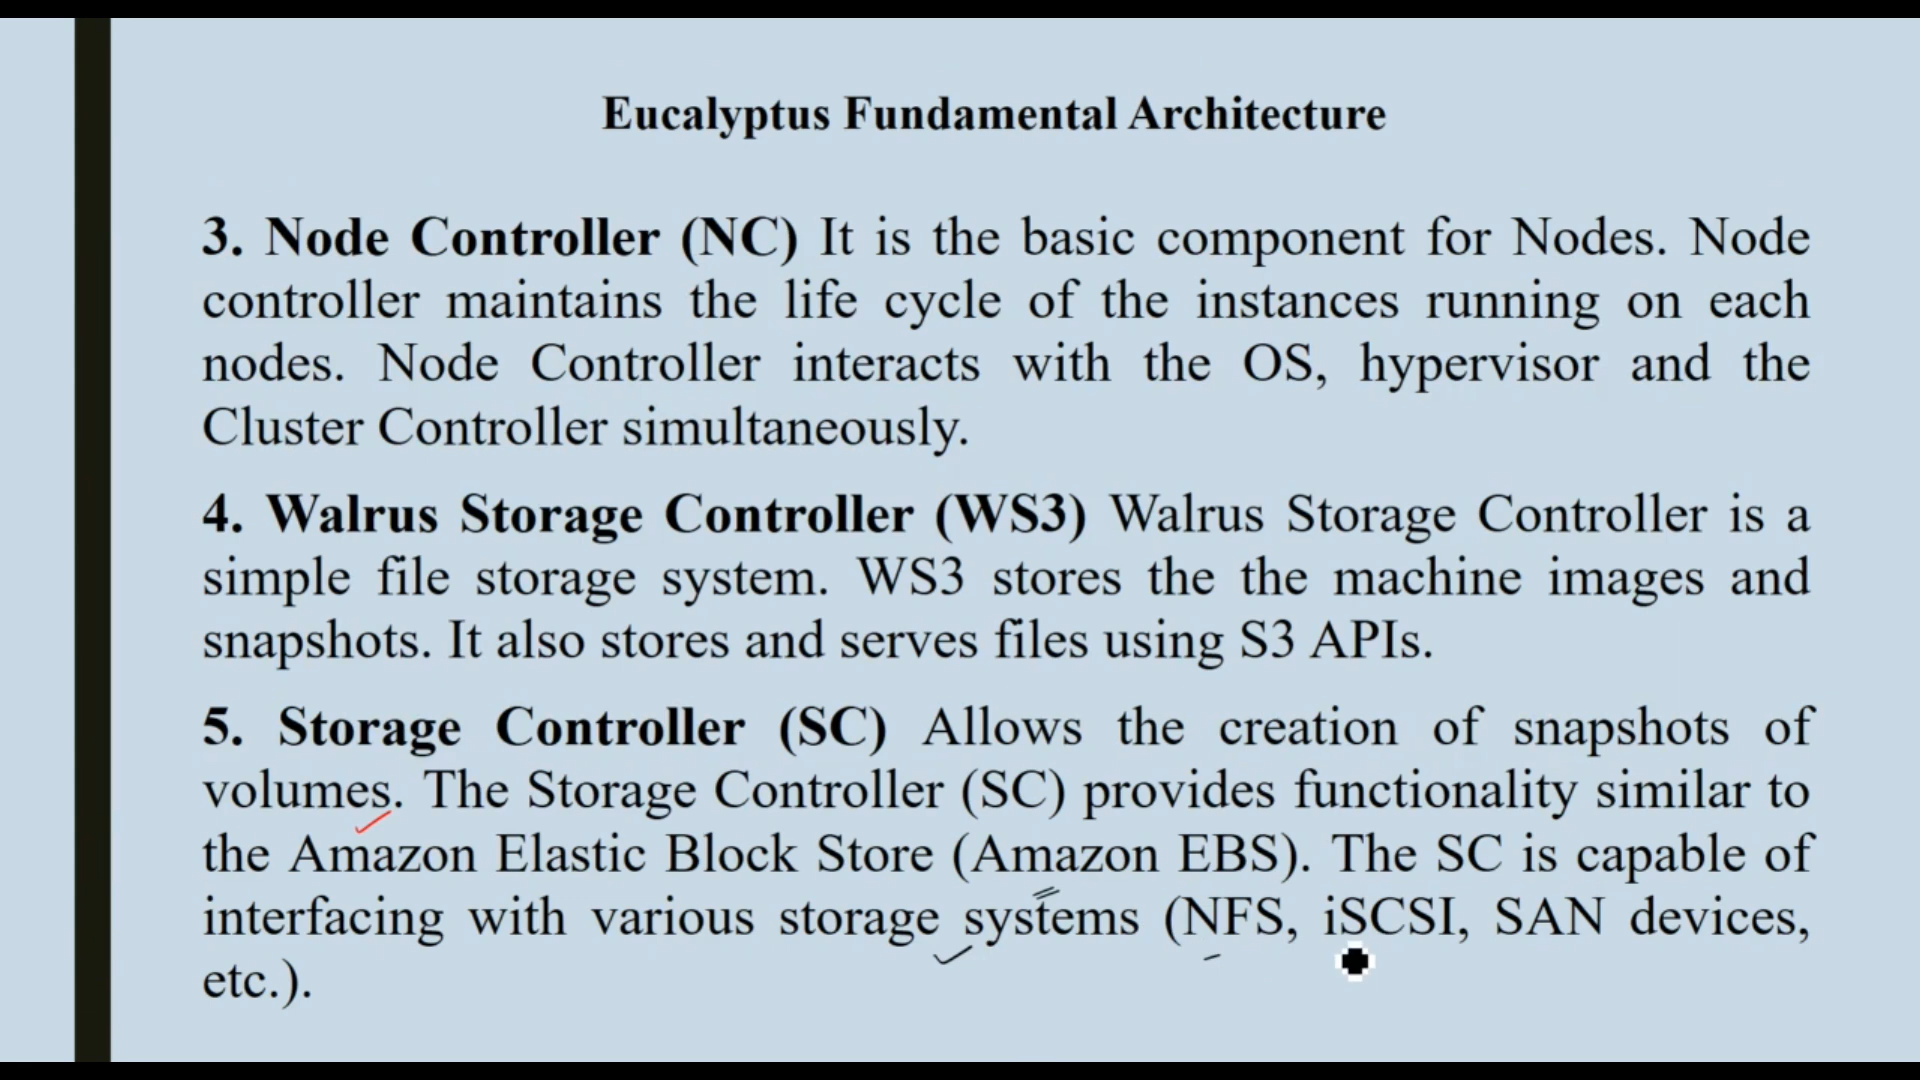 Eucalyptus Fundamental Architecture
3. Node Controller (NC) It is the basic component for Nodes. Node
controller maintains the life cycle of the instances running on each
nodes. Node Controller interacts with the OS, hypervisor and the
Cluster Controller simultaneously.
4. Walrus Storage Controller (WS3) Walrus Storage Controller is a
simple file storage system. WS3 stores the the machine images and
snapshots. It also stores and serves files using S3 APIs.
5. Storage Controller (SC) Allows the creation of snapshots of
volumes. The Storage Controller (SC) provides functionality similar to
the Amazon Elastic Block Store (Amazon EBS). The SC is capable of
interfacing with various storage systems (NFS, iSCSI, SAN devices,
etc.).